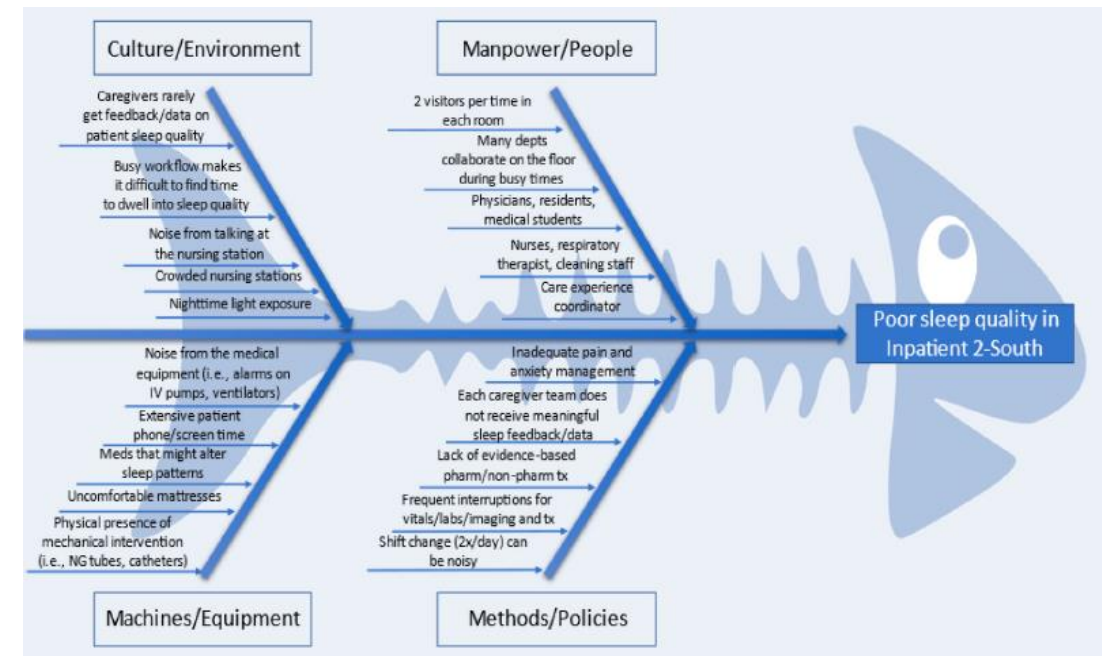 Culture/Environment
Caregivers rarely
get feedback/data on
patient sleep quality
Busy workflow makes
it difficult to find time
to dwell into sleep quality
Noise from talking at
the nursing station
Crowded nursing stations
Nighttime light exposure
Manpower/People
2 visitors per time in
each room
Many depts
collaborate on the floor
during busy times
Physicians, residents,
medical students
Nurses, respiratory
therapist, cleaning staff
Care experience
coordinator
Poor sleep quality in
Inpatient 2-South
Noise from the medical
equipment (i.e., alarms on
IV pumps, ventilators)
Extensive patient
phone/screen time
Meds that might alter
sleep patterns
Uncomfortable mattresses
Physical presence of
mechanical intervention
(i.e., NG tubes, catheters)
Machines/Equipment
Inadequate pain and
anxiety management
Each caregiver team does
not receive meaningful
sleep feedback/data
Lack of evidence-based
pharm/non-pharm tx
Frequent interruptions for
vitals/labs/imaging and tx
Shift change (2x/day) can
be noisy
Methods/Policies